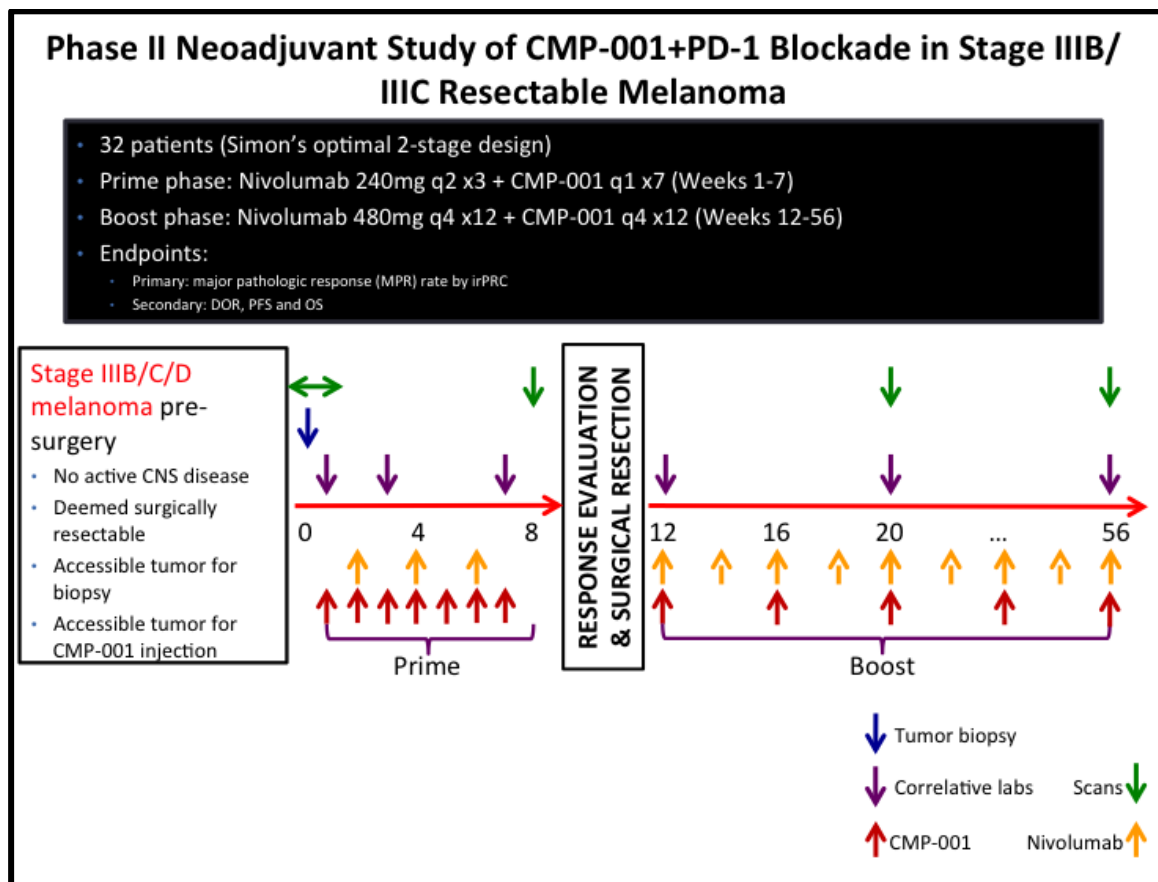 Phase II Neoadjuvant Study of CMP-001+PD-1 Blockade in Stage IIIB/
IIIC Resectable Melanoma
• 32 patients (Simon's optimal 2-stage design)
• Prime phase: Nivolumab 240mg q2 x3 + CMP-001 q1 x7 (Weeks 1-7)
• Boost phase: Nivolumab 480mg q4 x12 + CMP-001 q4 x12 (Weeks 12-56)
• Endpoints:
• Primary: major pathologic response (MPR) rate by irPRC
• Secondary: DOR, PFS and OS
Stage IIIB/C/D
melanoma pre-
surgery
• No active CNS disease
• Deemed surgically
resectable
• Accessible tumor for
biopsy
• Accessible tumor for
CMP-001 injection
0 4 8
Prime
RESPONSE EVALUATION
& SURGICAL RESECTION
12 16 20 ... 56
Boost
Tumor biopsy
Correlative labs Scans
CMP-001 Nivolumab